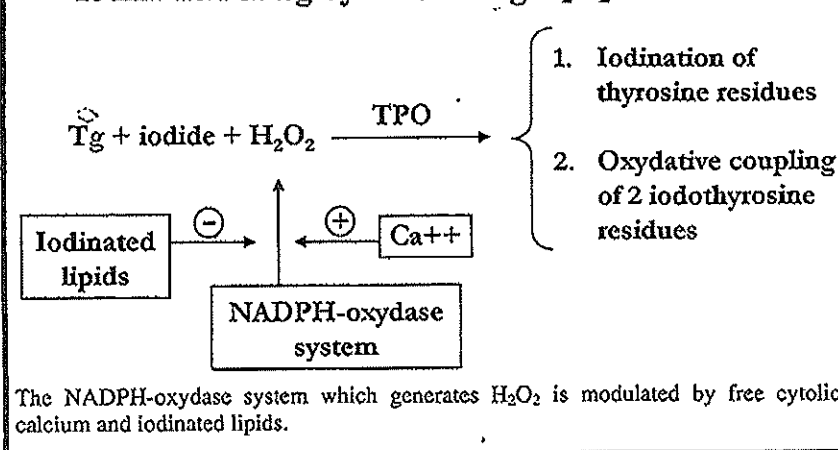 1. Iodination of
thyrosine residues
Tg + iodide + H₂O₂
TPO
2. Oxydative coupling
of 2 iodothyrosine
residues
Iodinated
lipids
−
+
Ca++
NADPH-oxydase
system
The NADPH-oxydase system which generates H₂O₂ is modulated by free cytolic
calcium and iodinated lipids.